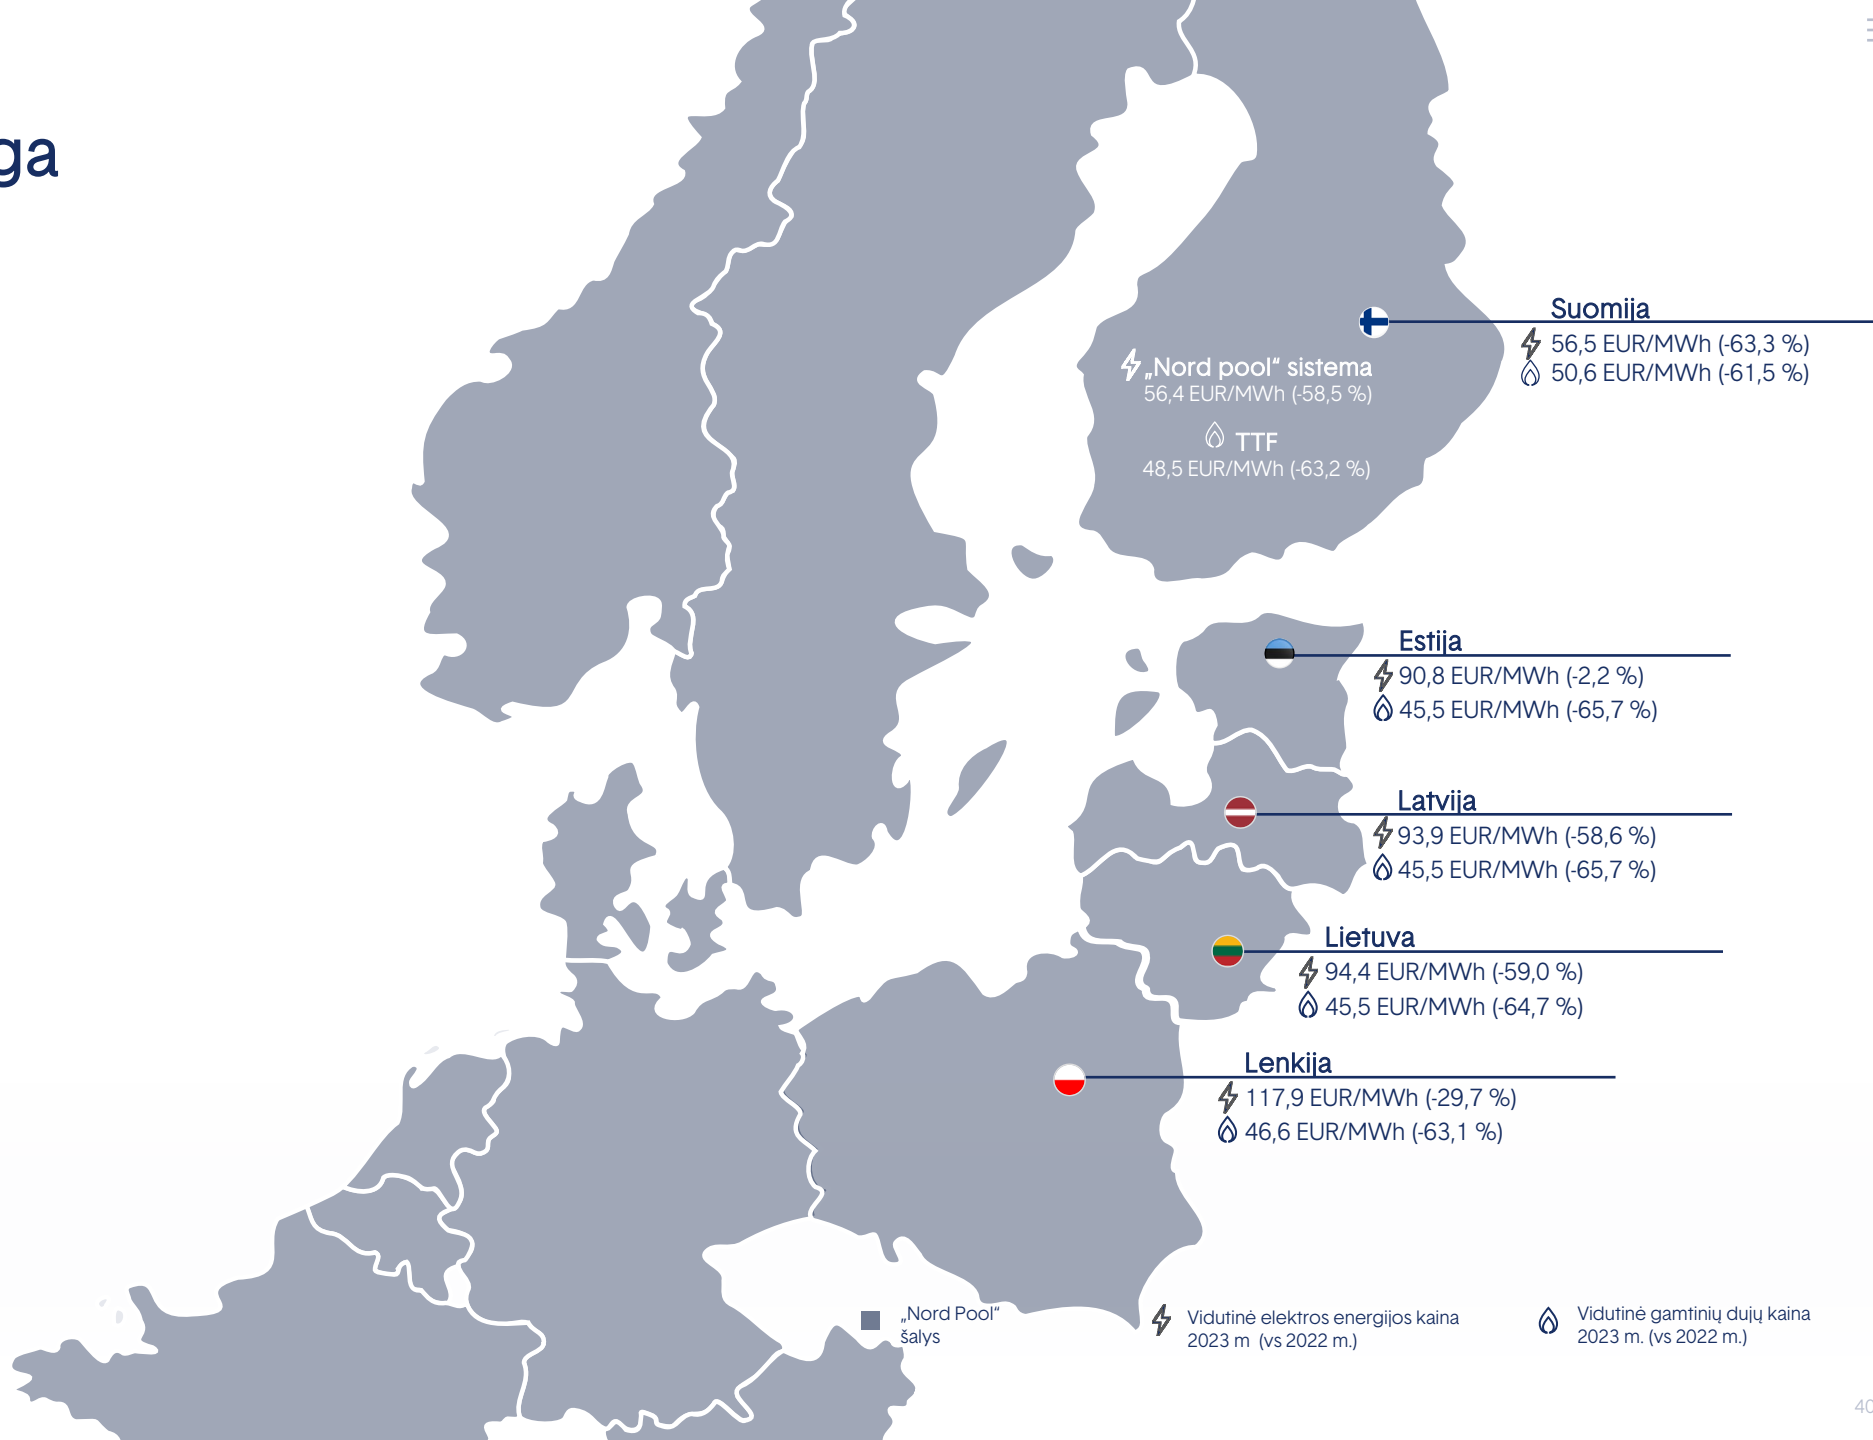 ga
Suomija
56,5 EUR/MWh (-63,3 %)
50,6 EUR/MWh (-61,5 %)
„Nord pool“ sistema
56,4 EUR/MWh (-58,5 %)
TTF
48,5 EUR/MWh (-63,2 %)
Estija
90,8 EUR/MWh (-2,2 %)
45,5 EUR/MWh (-65,7 %)
Latvija
93,9 EUR/MWh (-58,6 %)
45,5 EUR/MWh (-65,7 %)
Lietuva
94,4 EUR/MWh (-59,0 %)
45,5 EUR/MWh (-64,7 %)
Lenkija
117,9 EUR/MWh (-29,7 %)
46,6 EUR/MWh (-63,1 %)
„Nord Pool“
šalys
Vidutinė elektros energijos kaina
2023 m (vs 2022 m.)
Vidutinė gamtinių dujų kaina
2023 m. (vs 2022 m.)
40